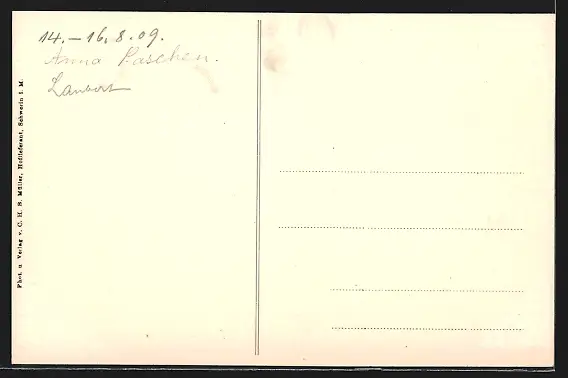 14. – 16. 8. 09.
Anna Paschen.
Phot. u Verlag v. C. H. B. Müller, Hoflieferant, Schwerin i. M.